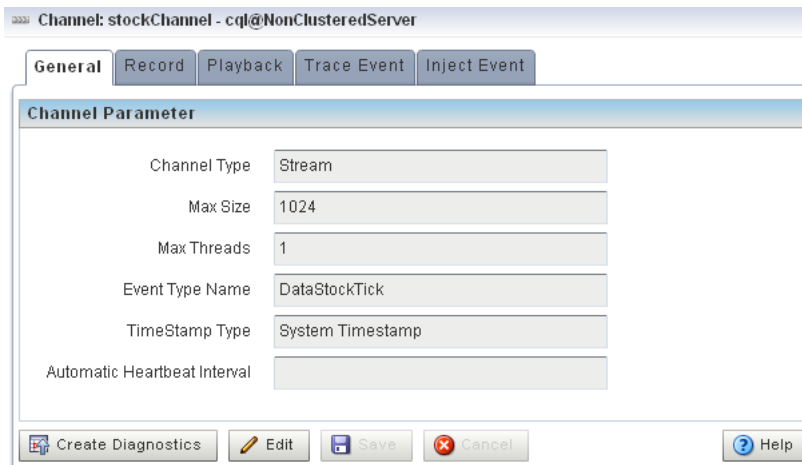 Channel: stockChannel - cql@NonClusteredServer
General Record Playback Trace Event Inject Event
Channel Parameter
Channel Type Stream
Max Size 1024
Max Threads 1
Event Type Name DataStockTick
TimeStamp Type System Timestamp
Automatic Heartbeat Interval
Create Diagnostics Edit Save Cancel Help